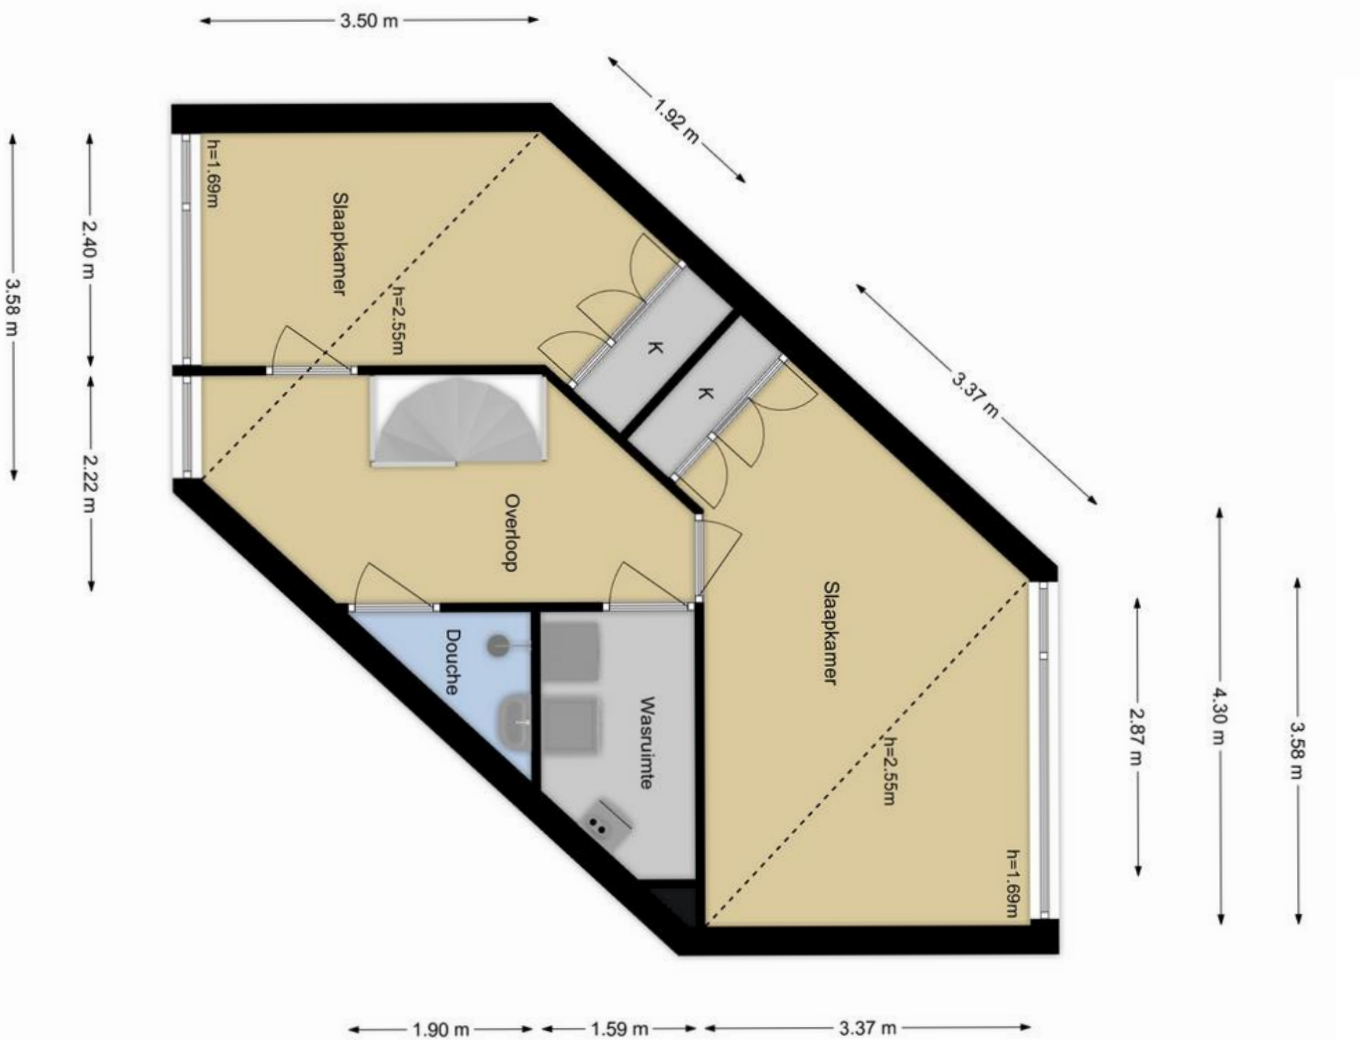 3.50 m
1.92 m
h=1.69m
Slaapkamer
2.40 m
3.58 m
h=2.55m
K
K
3.37 m
2.22 m
Overloop
Slaapkamer
Douche
Wasruimte
h=2.55m
2.87 m
4.30 m
3.58 m
h=1.69m
1.90 m
1.59 m
3.37 m